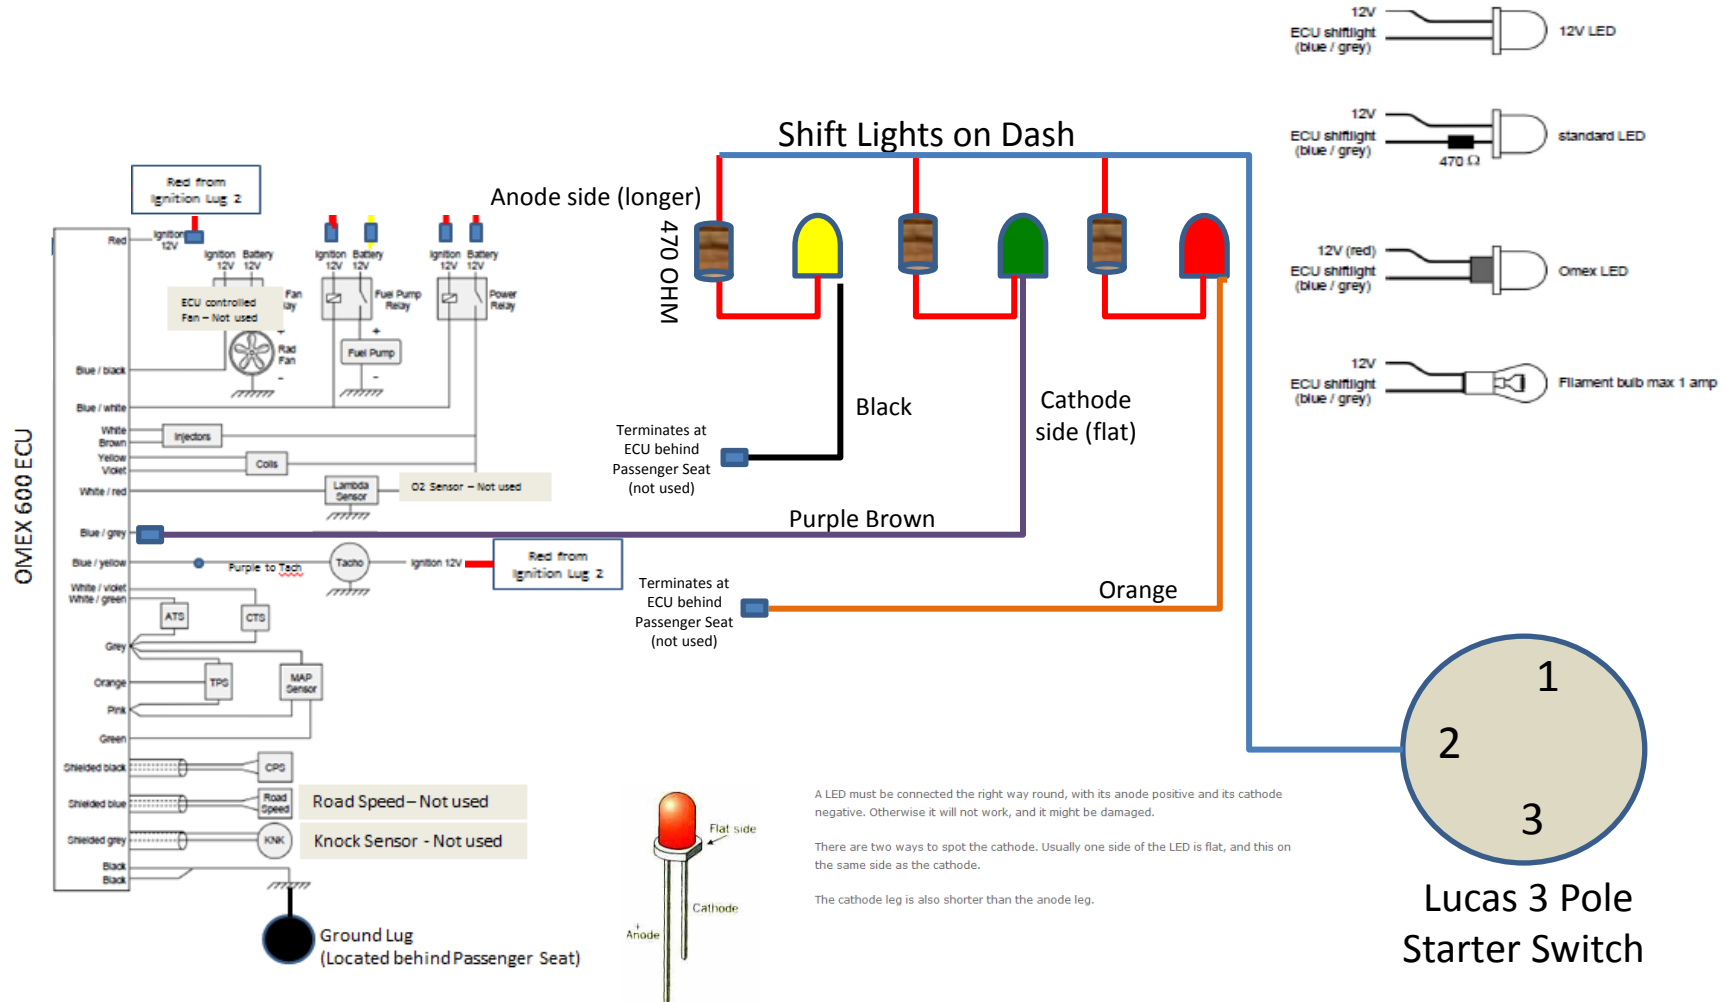 12V
ECU shiftlight
(blue / grey)
12V LED
12V
ECU shiftlight
(blue / grey)
470 Ω
standard LED
12V (red)
ECU shiftlight
(blue / grey)
Omex LED
12V
ECU shiftlight
(blue / grey)
Filament bulb max 1 amp
Shift Lights on Dash
Anode side (longer)
470 OHM
Black
Cathode
side (flat)
Terminates at
ECU behind
Passenger Seat
(not used)
Purple Brown
Terminates at
ECU behind
Passenger Seat
(not used)
Orange
Red from
Ignition Lug 2
OMEX 600 ECU
Red
Ignition
12V
Ignition
12V
Battery
12V
Ignition
12V
Battery
12V
Ignition
12V
Battery
12V
ECU controlled
Fan – Not used
Fan
lay
Fuel Pump
Relay
Power
Relay
+
Rad
Fan
-
+
Fuel Pump
-
Blue / black
Blue / white
White
Brown
Injectors
Yellow
Violet
Coils
White / red
Lambda
Sensor
O2 Sensor – Not used
Blue / grey
Blue / yellow
Purple to Tach
Tacho
Ignition 12V
Red from
Ignition Lug 2
White / violet
White / green
ATS
CTS
Grey
Orange
TPS
MAP
Sensor
Pink
Green
Shielded black
CPS
Shielded blue
Road
Speed
Road Speed – Not used
Shielded grey
KNK
Knock Sensor - Not used
Black
Black
Ground Lug
(Located behind Passenger Seat)
Flat side
Cathode
+
Anode
A LED must be connected the right way round, with its anode positive and its cathode
negative. Otherwise it will not work, and it might be damaged.
There are two ways to spot the cathode. Usually one side of the LED is flat, and this on
the same side as the cathode.
The cathode leg is also shorter than the anode leg.
1
2
3
Lucas 3 Pole
Starter Switch